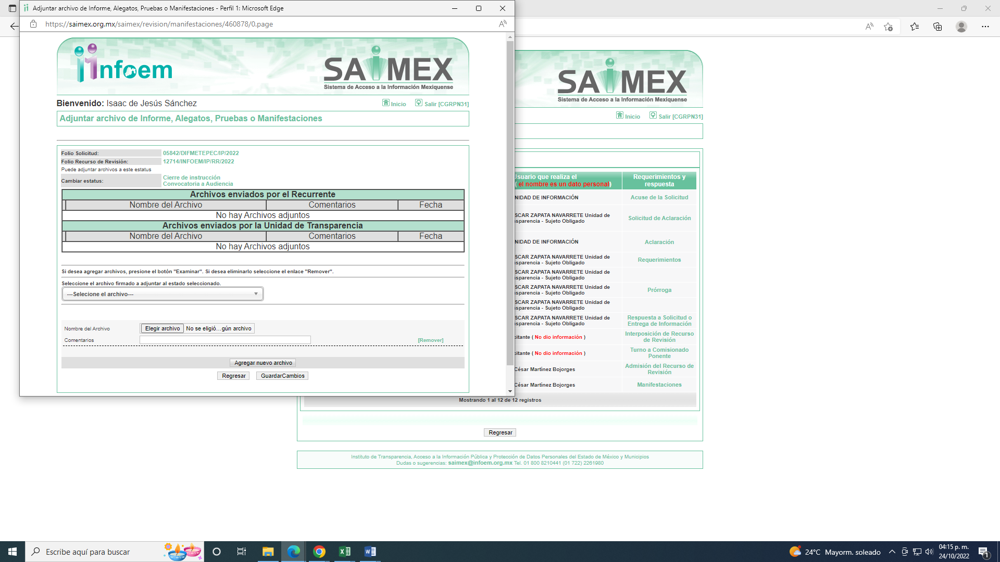 Adjuntar archivo de Informe, Alegatos, Pruebas o Manifestaciones - Perfil 1: Microsoft Edge
https://saimex.org.mx/saimex/revision/manifestaciones/460878/0.page
infoem
SAIMEX
Sistema de Acceso a la Información Mexiquense
Bienvenido: Isaac de Jesús Sánchez
Inicio
Salir [CGRPN31]
Adjuntar archivo de Informe, Alegatos, Pruebas o Manifestaciones
Folio Solicitud: 05842/DIFMETEPEC/IP/2022
Folio Recurso de Revisión: 12714/INFOEM/IP/RR/2022
Puede adjuntar archivos a este estatus
Cambiar estatus:
Cierre de instrucción
Convocatoria a Audiencia
Archivos enviados por el Recurrente
Nombre del Archivo Comentarios Fecha
No hay Archivos adjuntos
Archivos enviados por la Unidad de Transparencia
Nombre del Archivo Comentarios Fecha
No hay Archivos adjuntos
Si desea agregar archivos, presione el botón "Examinar". Si desea eliminarlo seleccione el enlace "Remover".
Seleccione el archivo firmado a adjuntar al estado seleccionado.
---Selecione el archivo---
Nombre del Archivo Elegir archivo No se eligió...gún archivo
Comentarios [Remover]
Agregar nuevo archivo
Regresar GuardarCambios
SAIMEX
Sistema de Acceso a la Información Mexiquense
Inicio
Salir [CGRPN31]
Usuario que realiza el
( el nombre es un dato personal)
Requerimientos y
respuesta
NIDAD DE INFORMACIÓN
Acuse de la Solicitud
SCAR ZAPATA NAVARRETE Unidad de
nsparencia - Sujeto Obligado
Solicitud de Aclaración
NIDAD DE INFORMACIÓN
Aclaración
SCAR ZAPATA NAVARRETE Unidad de
nsparencia - Sujeto Obligado
Requerimientos
SCAR ZAPATA NAVARRETE Unidad de
nsparencia - Sujeto Obligado
SCAR ZAPATA NAVARRETE Unidad de
nsparencia - Sujeto Obligado
Prórroga
SCAR ZAPATA NAVARRETE Unidad de
nsparencia - Sujeto Obligado
SCAR ZAPATA NAVARRETE Unidad de
nsparencia - Sujeto Obligado
Respuesta a Solicitud o
Entrega de Información
citante ( No dio información )
Interposición de Recurso
de Revisión
citante ( No dio información )
Turno a Comisionado
Ponente
César Martínez Bojorges
Admisión del Recurso de
Revisión
César Martínez Bojorges
Manifestaciones
Mostrando 1 al 12 de 12 registros
Regresar
Instituto de Transparencia, Acceso a la Información Pública y Protección de Datos Personales del Estado de México y Municipios
Dudas o sugerencias: saimex@infoem.org.mx Tel. 01 800 8210441 (01 722) 2261980
Escribe aquí para buscar
24°C Mayorm. soleado
04:15 p. m.
24/10/2022
1